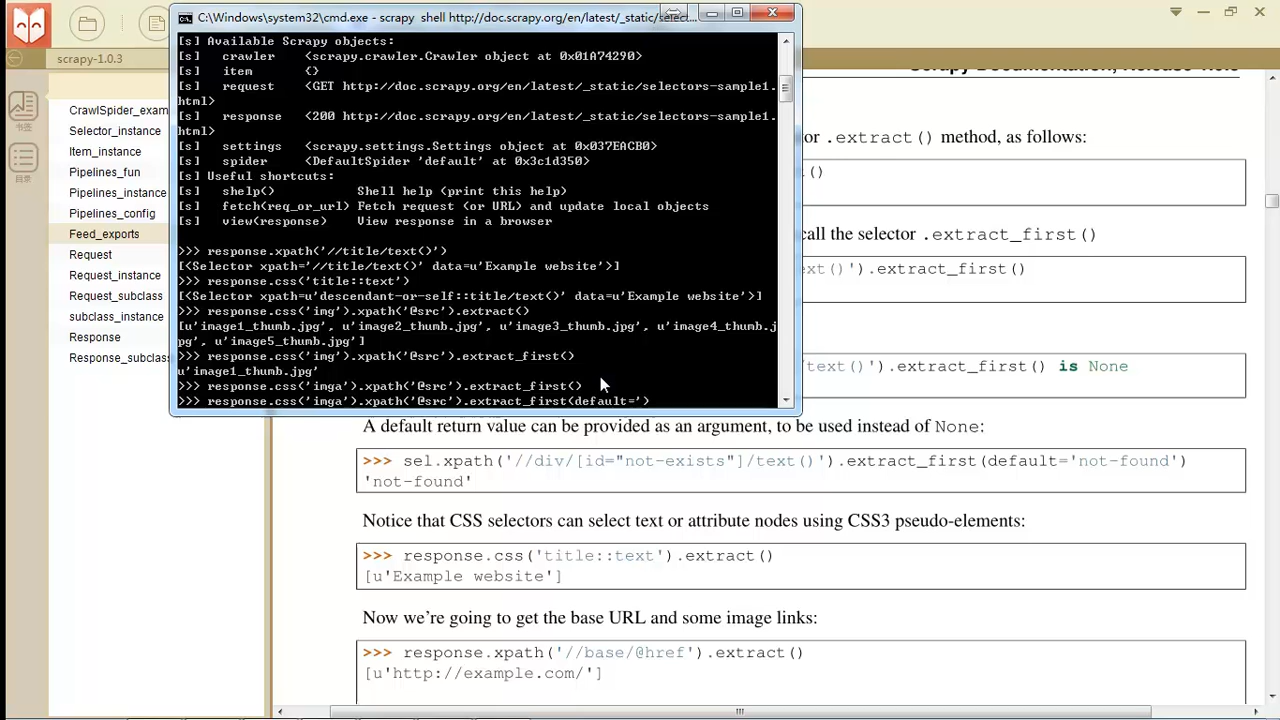 C:\Windows\system32\cmd.exe - scrapy shell http://doc.scrapy.org/en/latest/_static/select...
[s] Available Scrapy objects:
[s]   crawler    <scrapy.crawler.Crawler object at 0x01A74290>
[s]   item       {}
[s]   request    <GET http://doc.scrapy.org/en/latest/_static/selectors-sample1.
html>
[s]   response   <200 http://doc.scrapy.org/en/latest/_static/selectors-sample1.
html>
[s]   settings   <scrapy.settings.Settings object at 0x037EACB0>
[s]   spider     <DefaultSpider 'default' at 0x3c1d350>
[s] Useful shortcuts:
[s]   shelp()           Shell help (print this help)
[s]   fetch(req_or_url) Fetch request (or URL) and update local objects
[s]   view(response)    View response in a browser
>>> response.xpath('//title/text()')
[<Selector xpath='//title/text()' data=u'Example website'>]
>>> response.css('title::text')
[<Selector xpath=u'descendant-or-self::title/text()' data=u'Example website'>]
>>> response.css('img').xpath('@src').extract()
[u'image1_thumb.jpg', u'image2_thumb.jpg', u'image3_thumb.jpg', u'image4_thumb.j
pg', u'image5_thumb.jpg']
>>> response.css('img').xpath('@src').extract_first()
u'image1_thumb.jpg'
>>> response.css('imga').xpath('@src').extract_first()
>>> response.css('imga').xpath('@src').extract_first(default=')
scrapy-1.0.3
书签
目录
CrawlSpider_exam
Selector_instance
Item_instance
Pipelines_fun
Pipelines_instance
Pipelines_config
Feed_exports
Request
Request_instance
Request_subclass
subclass_instance
Response
Response_subclas
or .extract() method, as follows:
()
call the selector .extract_first()
ext()').extract_first()
/text()').extract_first() is None
A default return value can be provided as an argument, to be used instead of None:
>>> sel.xpath('//div/[id="not-exists"]/text()').extract_first(default='not-found')
'not-found'
Notice that CSS selectors can select text or attribute nodes using CSS3 pseudo-elements:
>>> response.css('title::text').extract()
[u'Example website']
Now we're going to get the base URL and some image links:
>>> response.xpath('//base/@href').extract()
[u'http://example.com/']